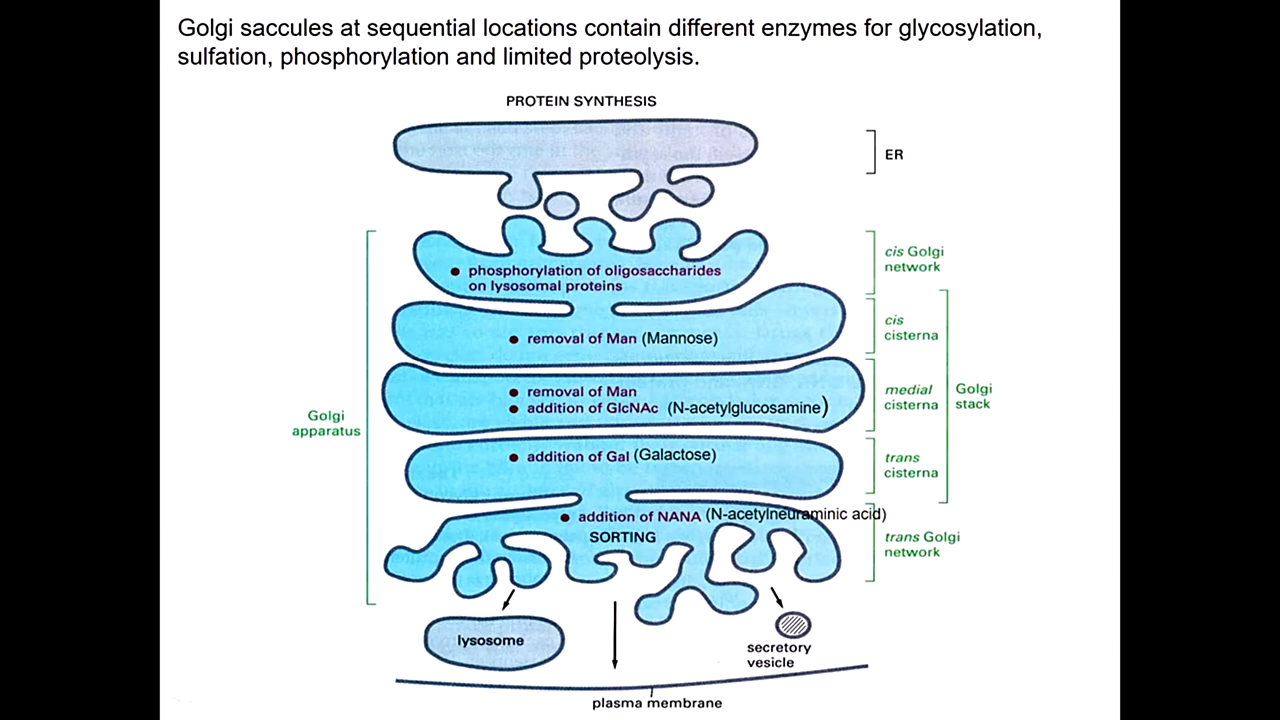 Golgi saccules at sequential locations contain different enzymes for glycosylation,
sulfation, phosphorylation and limited proteolysis.
PROTEIN SYNTHESIS
ER
cis Golgi
network
phosphorylation of oligosaccharides
on lysosomal proteins
cis
cisterna
removal of Man (Mannose)
removal of Man
addition of GlcNAc (N-acetylglucosamine)
medial
cisterna
Golgi
stack
Golgi
apparatus
addition of Gal (Galactose)
trans
cisterna
addition of NANA (N-acetylneuraminic acid)
SORTING
trans Golgi
network
lysosome
secretory
vesicle
plasma membrane